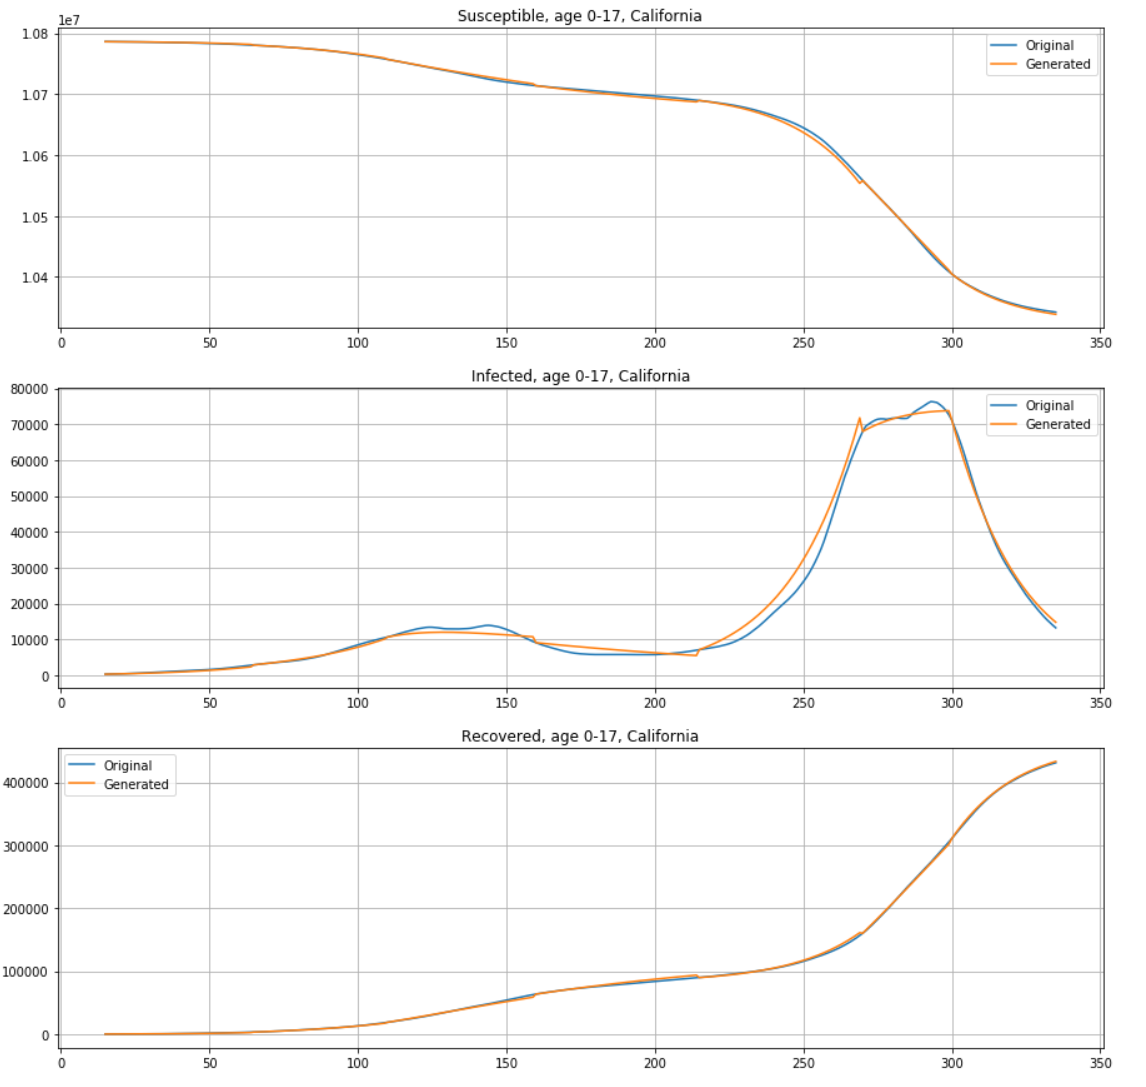 Susceptible, age 0-17, California
1e7
1.08
1.07
1.06
1.05
1.04
Original
Generated
0 50 100 150 200 250 300 350
Infected, age 0-17, California
80000
70000
60000
50000
40000
30000
20000
10000
0
Original
Generated
0 50 100 150 200 250 300 350
Recovered, age 0-17, California
Original
Generated
400000
300000
200000
100000
0
0 50 100 150 200 250 300 350